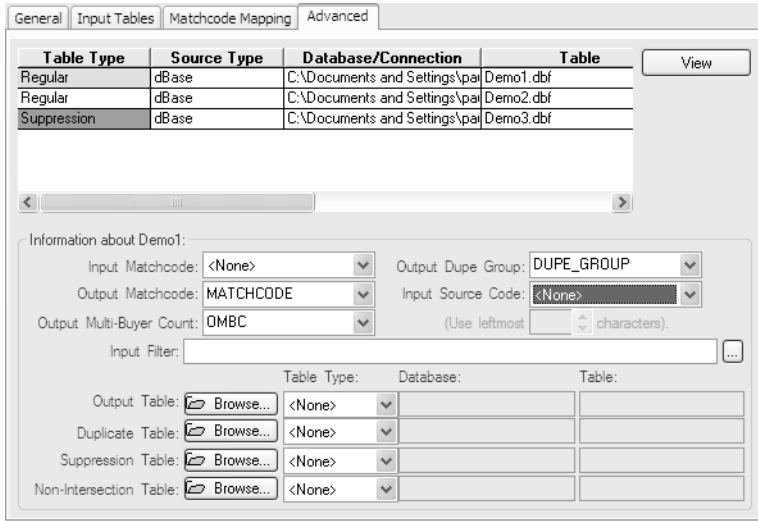 General Input Tables Matchcode Mapping Advanced
Table Type Source Type Database/Connection Table View
Regular dBase C:\Documents and Settings\pau Demo1.dbf
Regular dBase C:\Documents and Settings\pau Demo2.dbf
Suppression dBase C:\Documents and Settings\pau Demo3.dbf
Information about Demo1:
Input Matchcode: <None> Output Dupe Group: DUPE_GROUP
Output Matchcode: MATCHCODE Input Source Code: <None>
Output Multi-Buyer Count: OMBC (Use leftmost characters).
Input Filter: ...
Table Type: Database: Table:
Output Table: Browse... <None>
Duplicate Table: Browse... <None>
Suppression Table: Browse... <None>
Non-Intersection Table: Browse... <None>